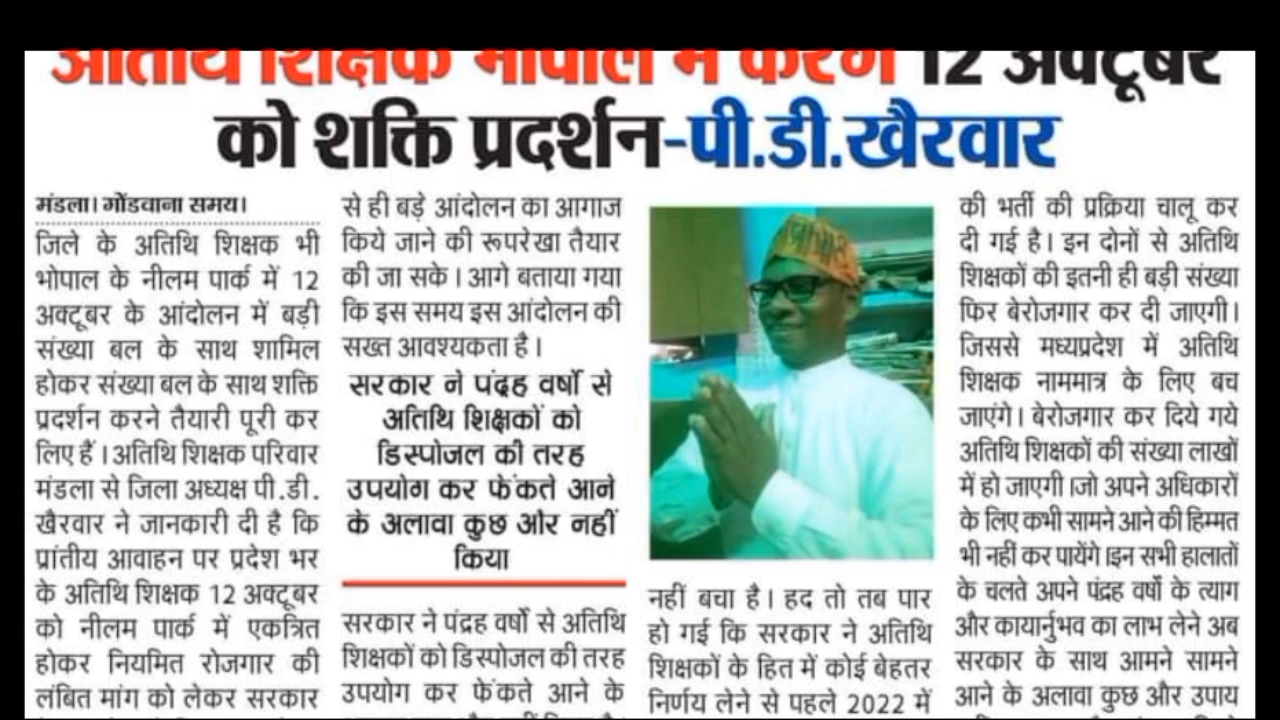 अतिथि शिक्षक भोपाल में करेंगे 12 अक्टूबर
को शक्ति प्रदर्शन-पी.डी.खैरवार
मंडला। गोंडवाना समय।
जिले के अतिथि शिक्षक भी
भोपाल के नीलम पार्क में 12
अक्टूबर के आंदोलन में बड़ी
संख्या बल के साथ शामिल
होकर संख्या बल के साथ शक्ति
प्रदर्शन करने तैयारी पूरी कर
लिए हैं । अतिथि शिक्षक परिवार
मंडला से जिला अध्यक्ष पी.डी.
खैरवार ने जानकारी दी है कि
प्रांतीय आवाहन पर प्रदेश भर
के अतिथि शिक्षक 12 अक्टूबर
को नीलम पार्क में एकत्रित
होकर नियमित रोजगार की
लंबित मांग को लेकर सरकार
से ही बड़े आंदोलन का आगाज
किये जाने की रूपरेखा तैयार
की जा सके । आगे बताया गया
कि इस समय इस आंदोलन की
सख्त आवश्यकता है ।
सरकार ने पंद्रह वर्षों से
अतिथि शिक्षकों को
डिस्पोजल की तरह
उपयोग कर फेंकते आने
के अलावा कुछ और नहीं
किया
सरकार ने पंद्रह वर्षों से अतिथि
शिक्षकों को डिस्पोजल की तरह
उपयोग कर फेंकते आने के
नहीं बचा है । हद तो तब पार
हो गई कि सरकार ने अतिथि
शिक्षकों के हित में कोई बेहतर
निर्णय लेने से पहले 2022 में
की भर्ती की प्रक्रिया चालू कर
दी गई है । इन दोनों से अतिथि
शिक्षकों की इतनी ही बड़ी संख्या
फिर बेरोजगार कर दी जाएगी।
जिससे मध्यप्रदेश में अतिथि
शिक्षक नाममात्र के लिए बच
जाएंगे । बेरोजगार कर दिये गये
अतिथि शिक्षकों की संख्या लाखों
में हो जाएगी ।जो अपने अधिकारों
के लिए कभी सामने आने की हिम्मत
भी नहीं कर पायेंगे ।इन सभी हालातों
के चलते अपने पंद्रह वर्षों के त्याग
और कायार्नुभव का लाभ लेने अब
सरकार के साथ आमने सामने
आने के अलावा कुछ और उपाय